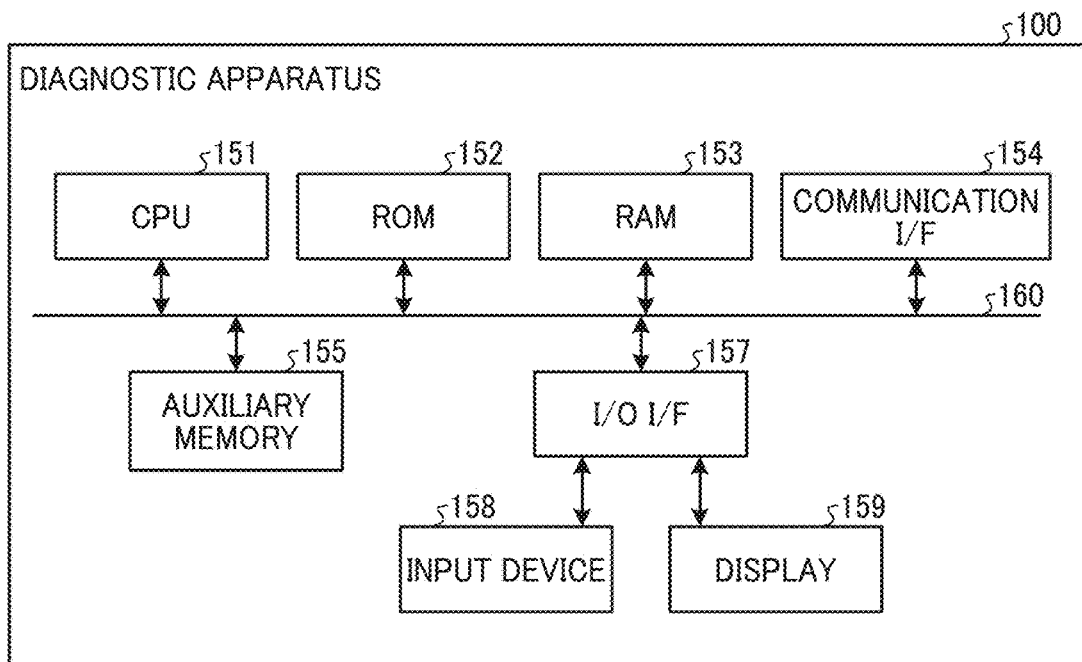 100
DIAGNOSTIC APPARATUS
151
152
153
154
CPU
ROM
RAM
COMMUNICATION
I/F
160
155
157
AUXILIARY
MEMORY
I/O I/F
158
159
INPUT DEVICE
DISPLAY